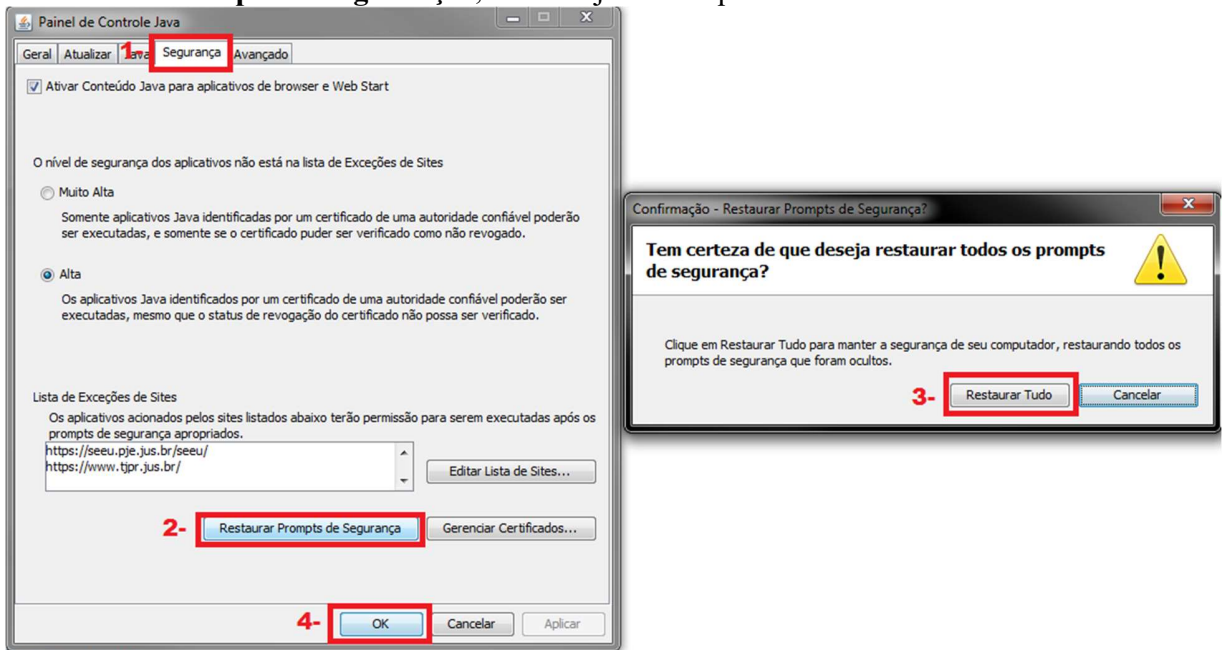 Painel de Controle Java
1-
Geral Atualizar Java Segurança Avançado
Ativar Conteúdo Java para aplicativos de browser e Web Start
O nível de segurança dos aplicativos não está na lista de Exceções de Sites
Muito Alta
Somente aplicativos Java identificadas por um certificado de uma autoridade confiável poderão
ser executadas, e somente se o certificado puder ser verificado como não revogado.
Alta
Os aplicativos Java identificados por um certificado de uma autoridade confiável poderão ser
executadas, mesmo que o status de revogação do certificado não possa ser verificado.
Lista de Exceções de Sites
Os aplicativos acionados pelos sites listados abaixo terão permissão para serem executadas após os
prompts de segurança apropriados.
https://seeu.pje.jus.br/seeu/
https://www.tjpr.jus.br/
Editar Lista de Sites...
2- Restaurar Prompts de Segurança Gerenciar Certificados...
4- OK Cancelar Aplicar
Confirmação - Restaurar Prompts de Segurança?
Tem certeza de que deseja restaurar todos os prompts
de segurança?
Clique em Restaurar Tudo para manter a segurança de seu computador, restaurando todos os
prompts de segurança que foram ocultos.
3- Restaurar Tudo Cancelar